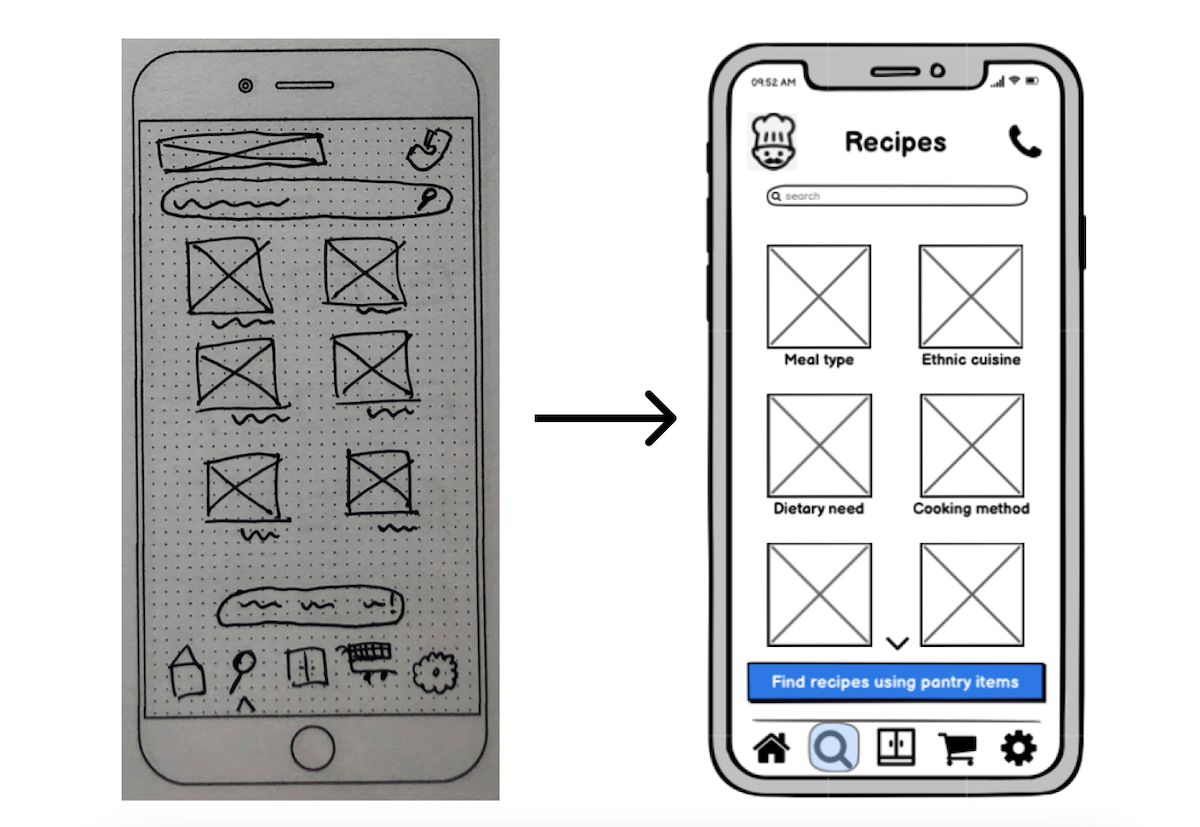 09:52 AM
Recipes
search
Meal type
Ethnic cuisine
Dietary need
Cooking method
Find recipes using pantry items